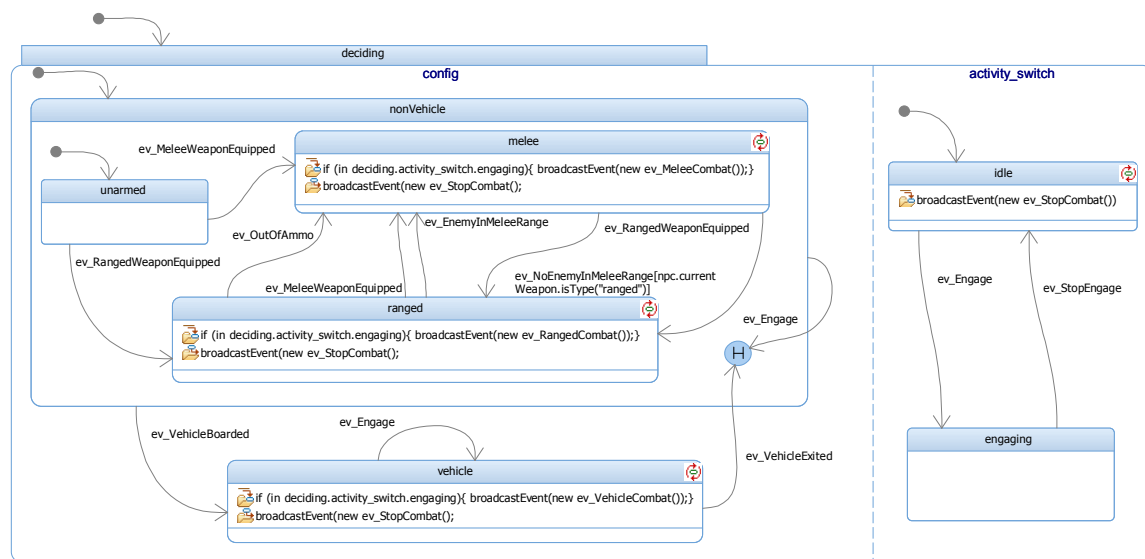 deciding
config
activity_switch
nonVehicle
melee
if (in deciding.activity_switch.engaging){ broadcastEvent(new ev_MeleeCombat());}
broadcastEvent(new ev_StopCombat();
ev_MeleeWeaponEquipped
unarmed
idle
broadcastEvent(new ev_StopCombat())
ev_OutOfAmmo
ev_EnemyInMeleeRange
ev_RangedWeaponEquipped
ev_RangedWeaponEquipped
ev_NoEnemyInMeleeRange[npc.current
Weapon.isType("ranged")]
ev_MeleeWeaponEquipped
ev_Engage
ev_StopEngage
ranged
if (in deciding.activity_switch.engaging){ broadcastEvent(new ev_RangedCombat());}
broadcastEvent(new ev_StopCombat();
ev_Engage
H
ev_VehicleBoarded
ev_Engage
engaging
ev_VehicleExited
vehicle
if (in deciding.activity_switch.engaging){ broadcastEvent(new ev_VehicleCombat());}
broadcastEvent(new ev_StopCombat();